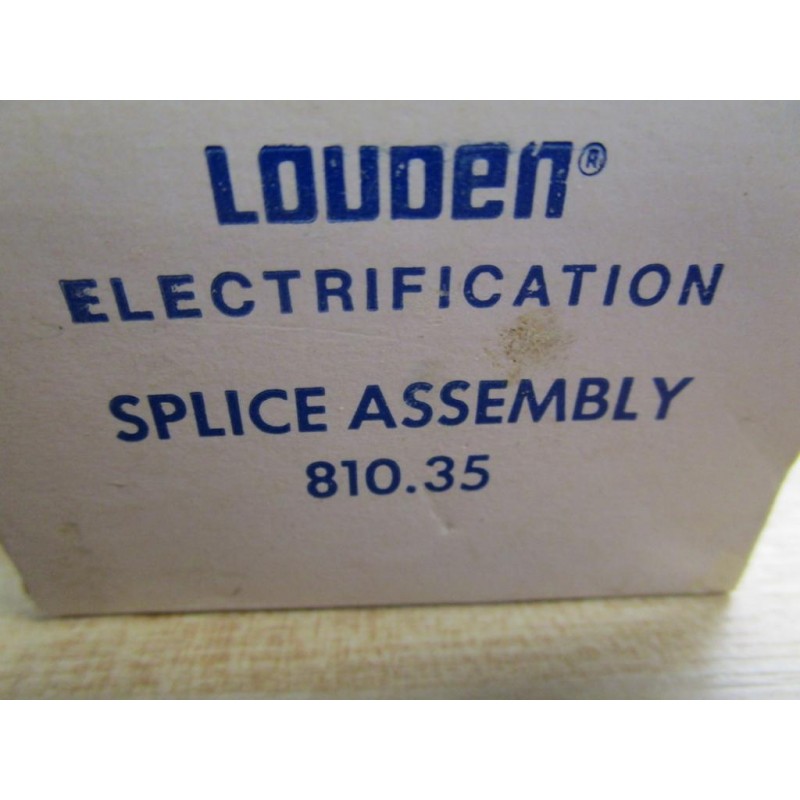 LOUDEN®
ELECTRIFICATION
SPLICE ASSEMBLY
810.35